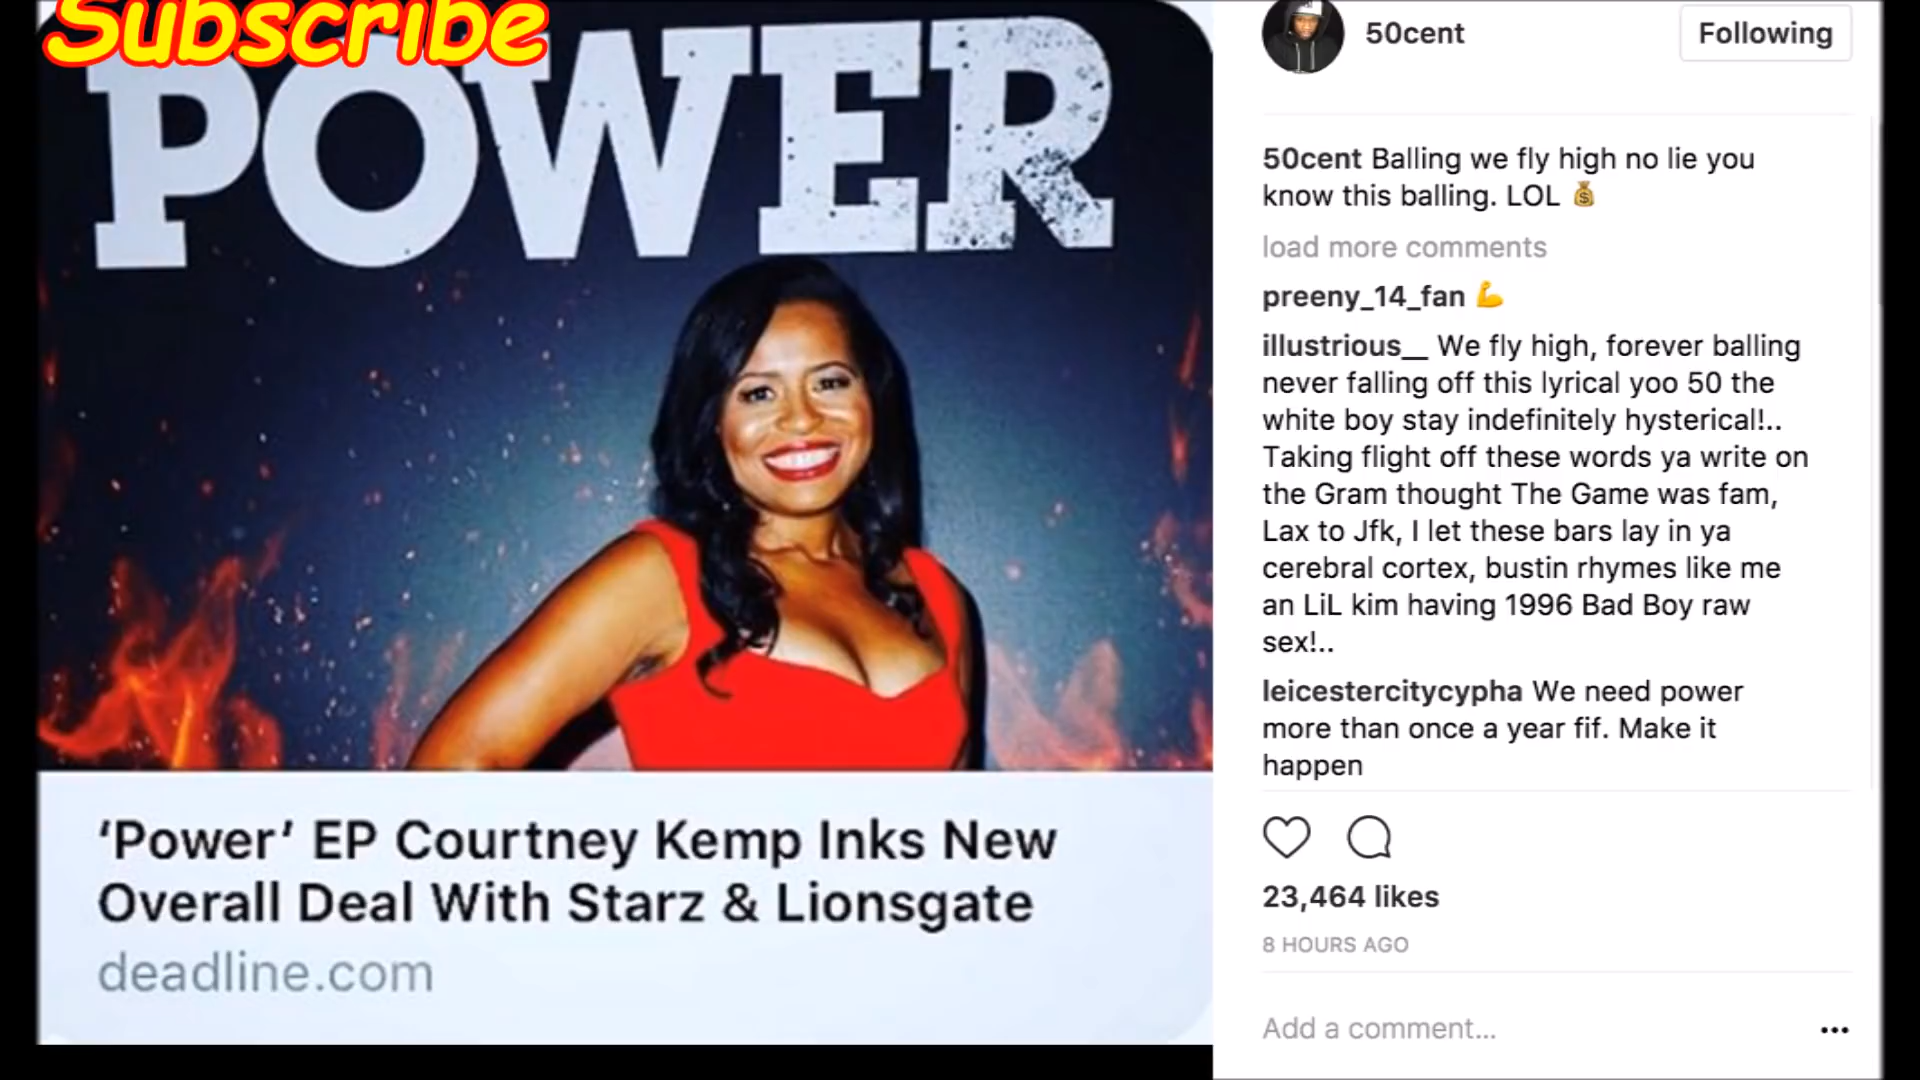 Subscribe
POWER
'Power' EP Courtney Kemp Inks New
Overall Deal With Starz & Lionsgate
deadline.com
50cent
Following
50cent Balling we fly high no lie you
know this balling. LOL 💰
load more comments
preeny_14_fan 💪
illustrious__ We fly high, forever balling
never falling off this lyrical yoo 50 the
white boy stay indefinitely hysterical!..
Taking flight off these words ya write on
the Gram thought The Game was fam,
Lax to Jfk, I let these bars lay in ya
cerebral cortex, bustin rhymes like me
an LiL kim having 1996 Bad Boy raw
sex!..
leicestercitycypha We need power
more than once a year fif. Make it
happen
23,464 likes
8 HOURS AGO
Add a comment...